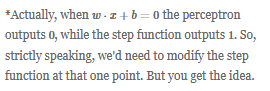 *Actually, when w · x + b = 0 the perceptron
outputs 0, while the step function outputs 1. So,
strictly speaking, we'd need to modify the step
function at that one point. But you get the idea.